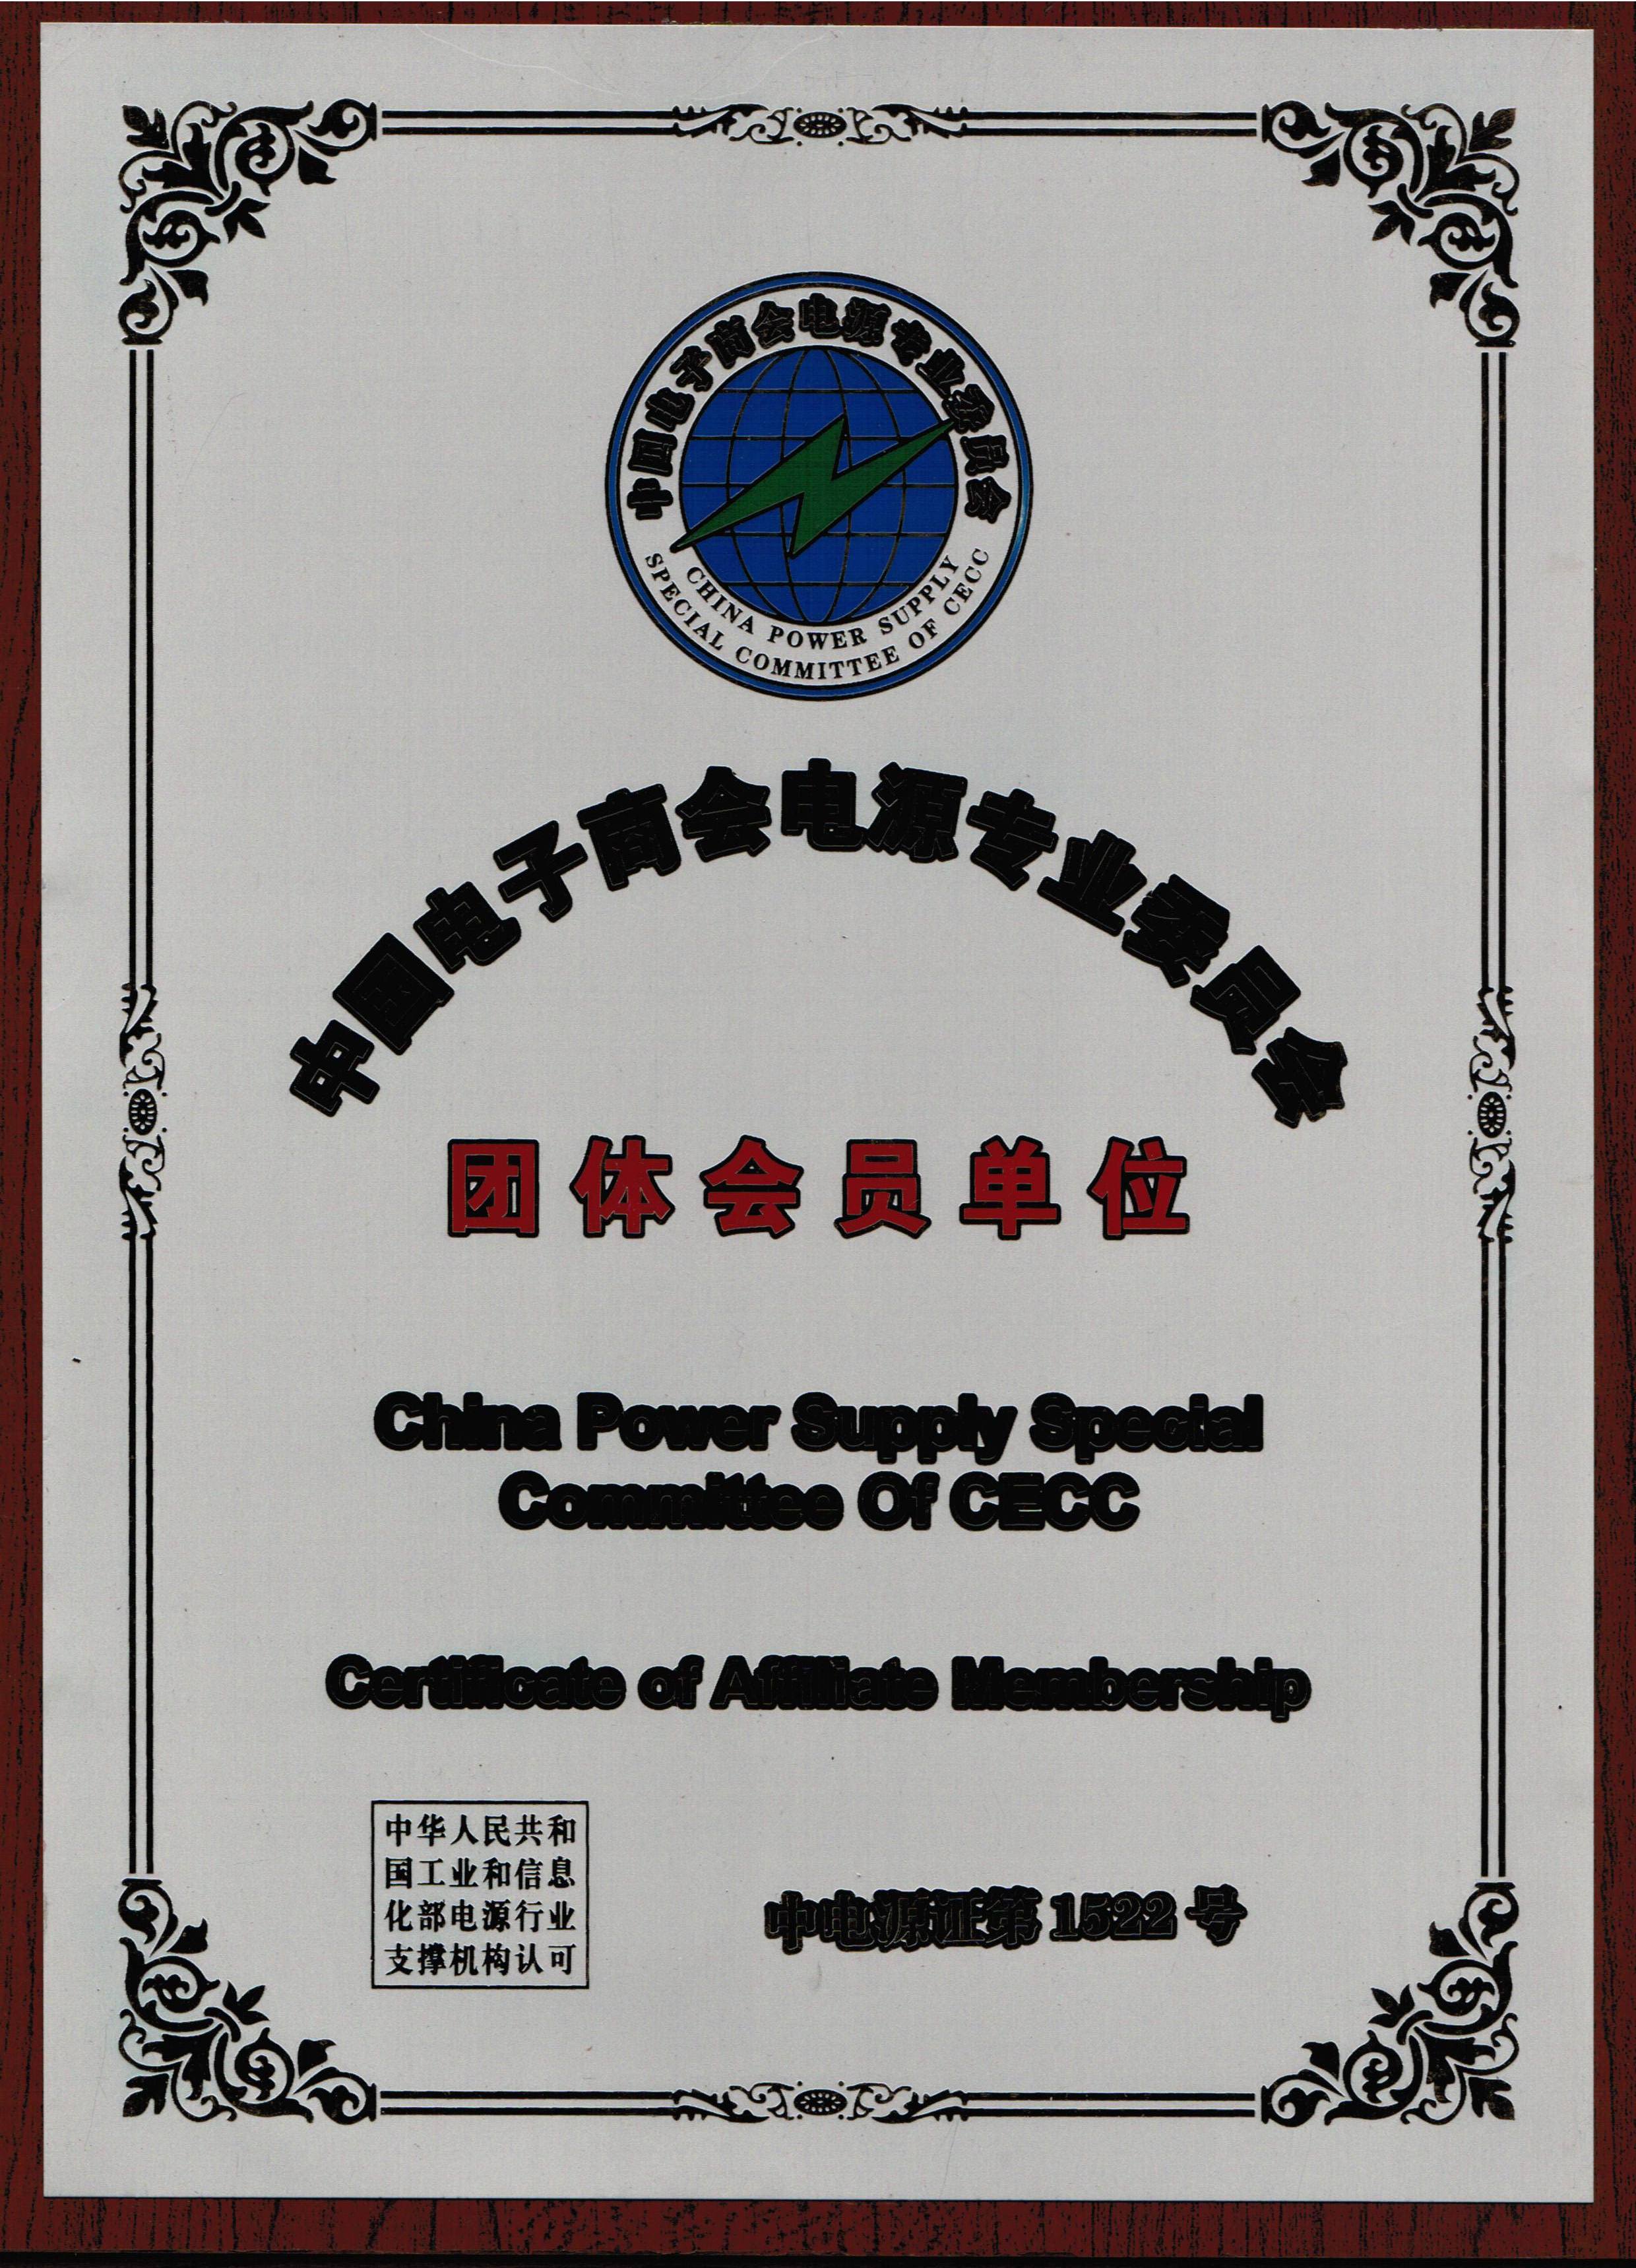 中国电子商会电源专业委员会
CHINA POWER SUPPLY
SPECIAL COMMITTEE OF CECC
中国电子商会电源专业委员会
团体会员单位
China Power Supply Special
Committee Of CECC
Certificate of Affiliate Membership
中华人民共和
国工业和信息
化部电源行业
支撑机构认可
中电源证第1522号